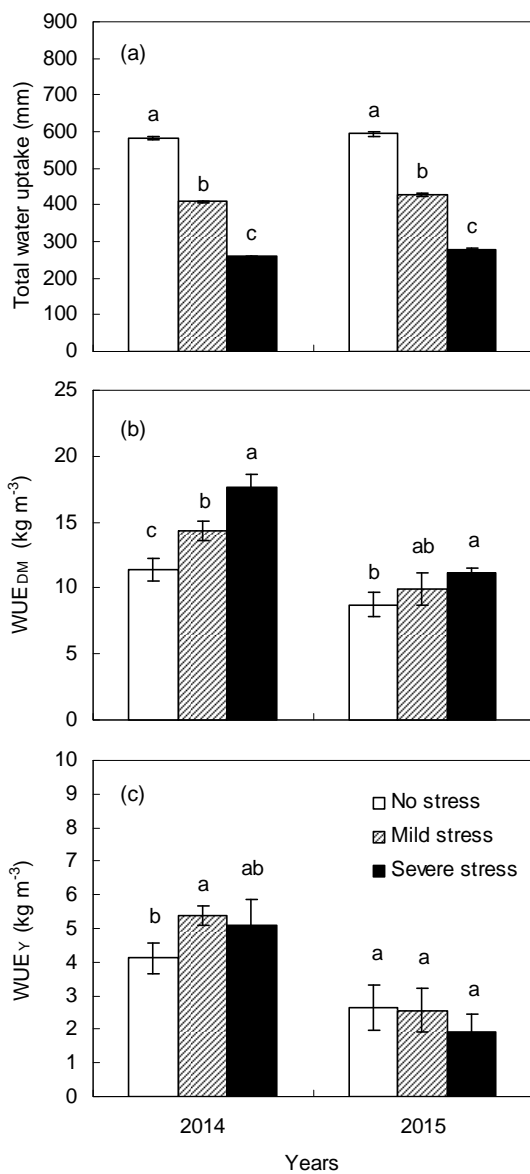 900
(a)
800
700
a
a
600
500
b
b
400
c
c
300
200
100
0
Total water uptake (mm)
25
(b)
20
a
b
15
c
ab
a
b
10
5
0
WUEDM (kg m-3)
10
(c)
9
No stress
8
Mild stress
7
Severe stress
ab
6
a
b
5
4
a
a
a
3
2
1
0
WUEY (kg m-3)
2014
2015
Years